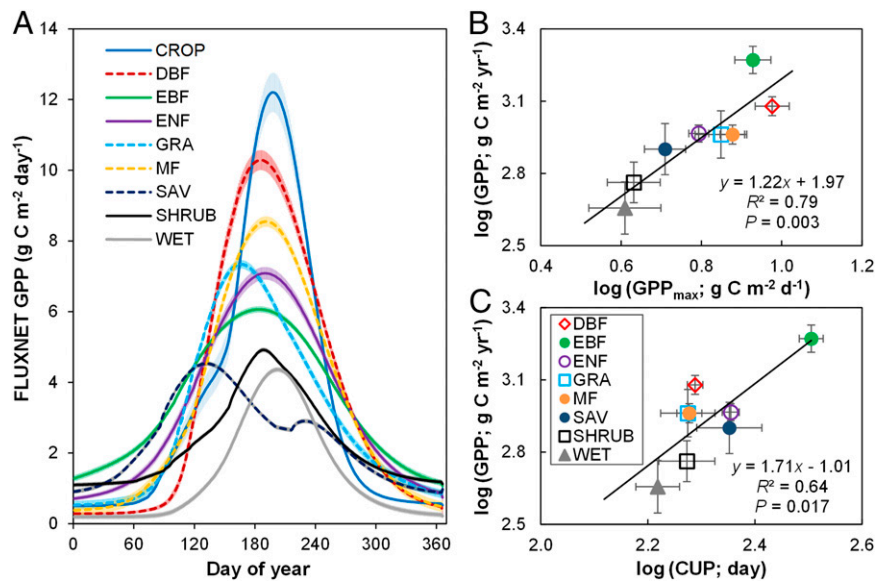 A
14
12
10
8
6
4
2
0
FLUXNET GPP (g C m-2 day-1)
CROP
DBF
EBF
ENF
GRA
MF
SAV
SHRUB
WET
0 60 120 180 240 300 360
Day of year
B
3.4
3.1
2.8
2.5
log (GPP; g C m-2 yr-1)
y = 1.22x + 1.97
R² = 0.79
P = 0.003
0.4 0.6 0.8 1.0 1.2
log (GPPmax; g C m-2 d-1)
C
3.4
3.1
2.8
2.5
log (GPP; g C m-2 yr-1)
DBF
EBF
ENF
GRA
MF
SAV
SHRUB
WET
y = 1.71x - 1.01
R² = 0.64
P = 0.017
2.0 2.2 2.4 2.6
log (CUP; day)